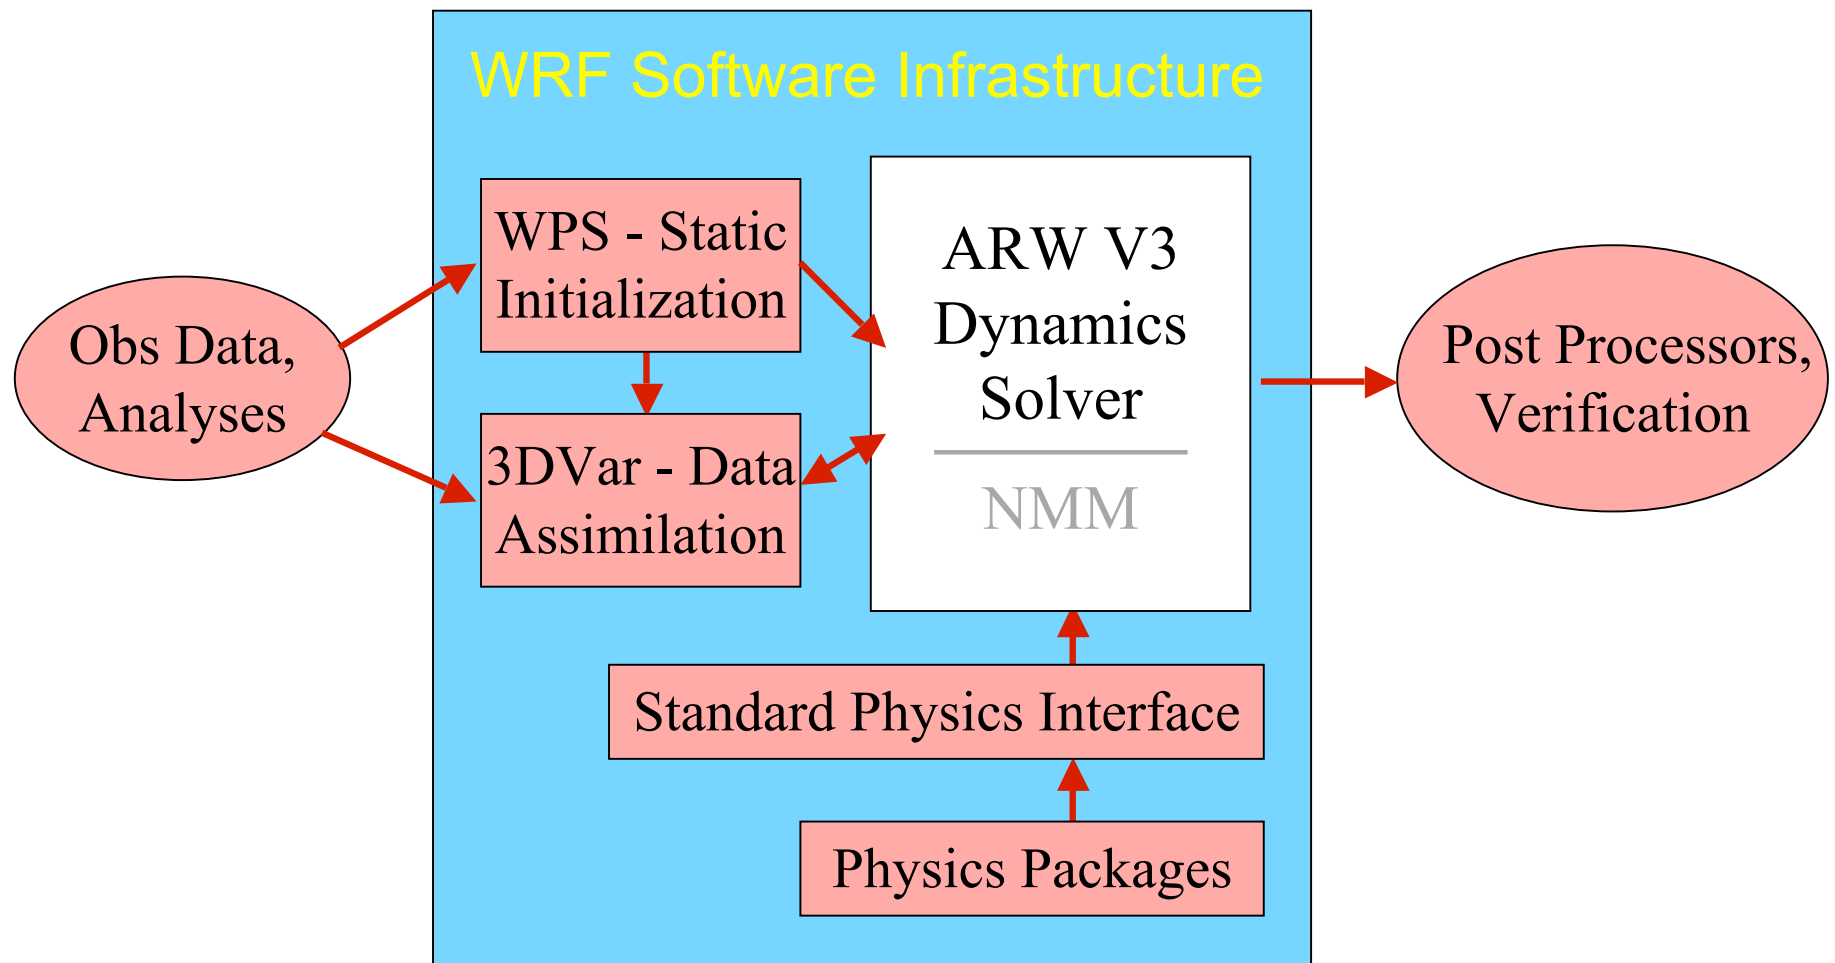 WRF Software Infrastructure
Obs Data,
Analyses
WPS - Static
Initialization
3DVar - Data
Assimilation
ARW V3
Dynamics
Solver
NMM
Standard Physics Interface
Physics Packages
Post Processors,
Verification